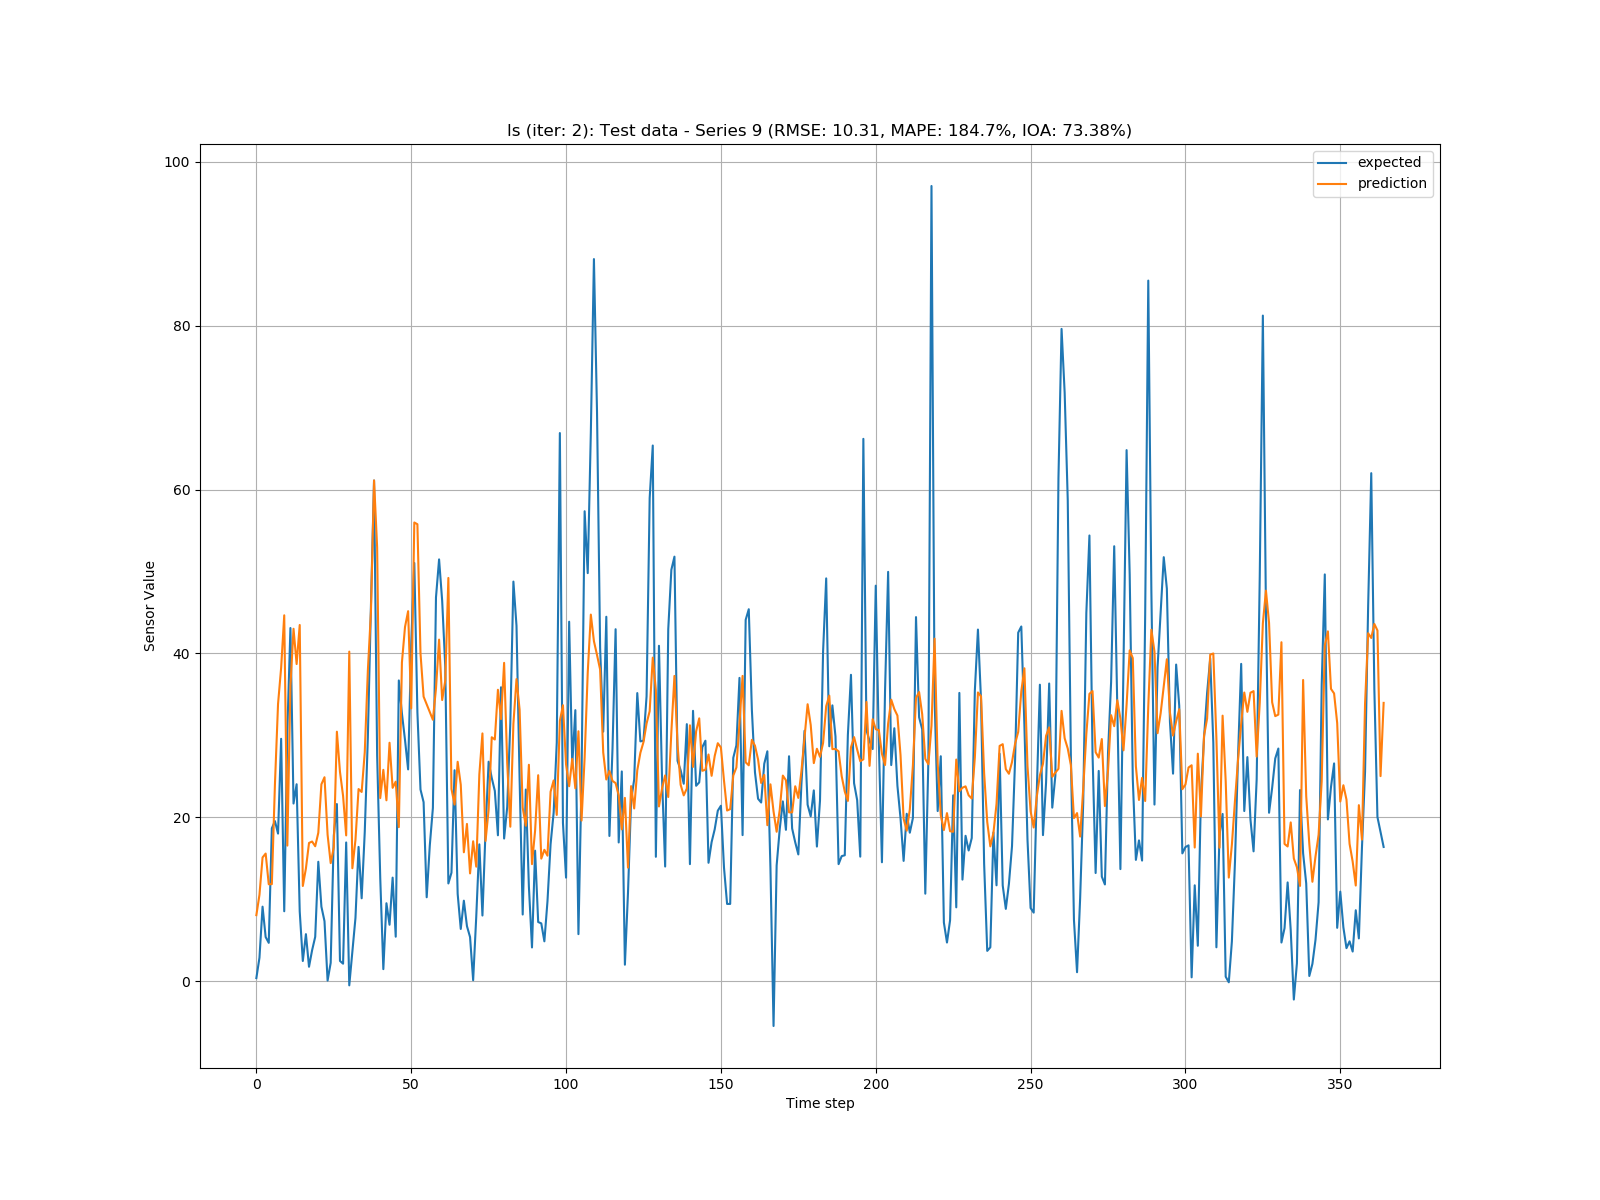 ls (iter: 2): Test data - Series 9 (RMSE: 10.31, MAPE: 184.7%, IOA: 73.38%)
expected
prediction
100
80
60
40
20
0
Sensor Value
0 50 100 150 200 250 300 350
Time step